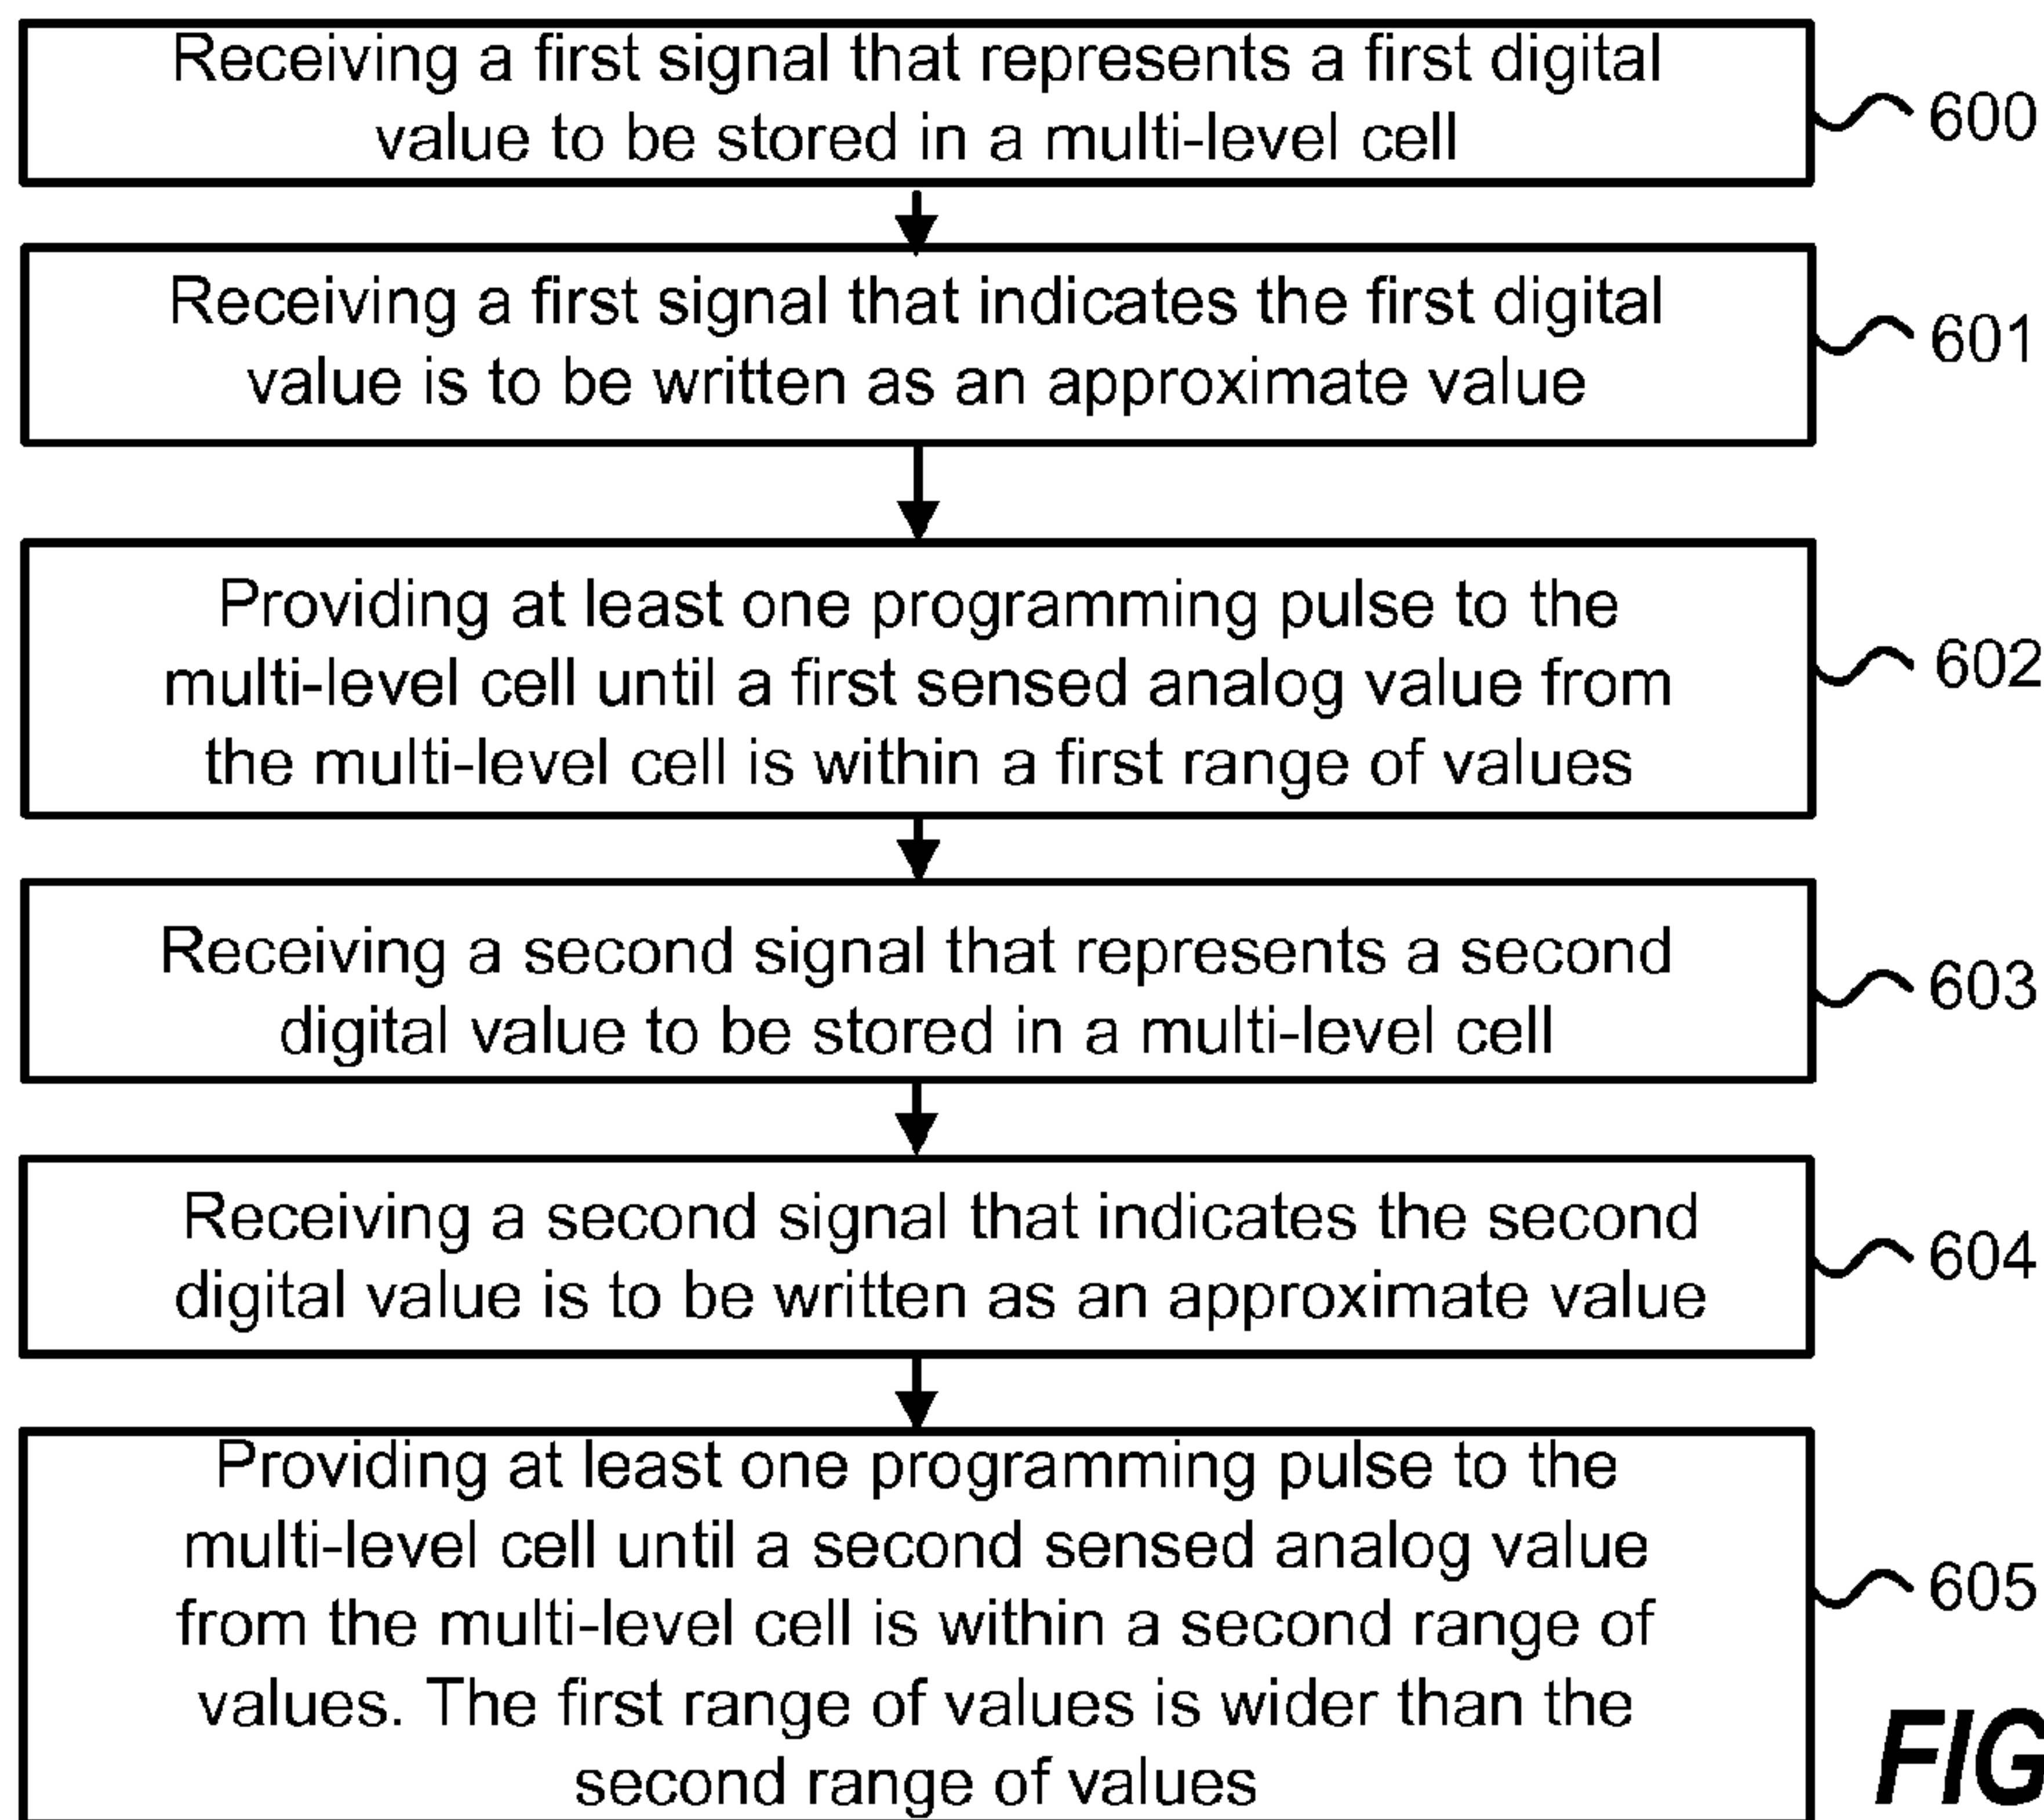 Receiving a first signal that represents a first digital
value to be stored in a multi-level cell
600
Receiving a first signal that indicates the first digital
value is to be written as an approximate value
601
Providing at least one programming pulse to the
multi-level cell until a first sensed analog value from
the multi-level cell is within a first range of values
602
Receiving a second signal that represents a second
digital value to be stored in a multi-level cell
603
Receiving a second signal that indicates the second
digital value is to be written as an approximate value
604
Providing at least one programming pulse to the
multi-level cell until a second sensed analog value
from the multi-level cell is within a second range of
values. The first range of values is wider than the
second range of values
605
FIG